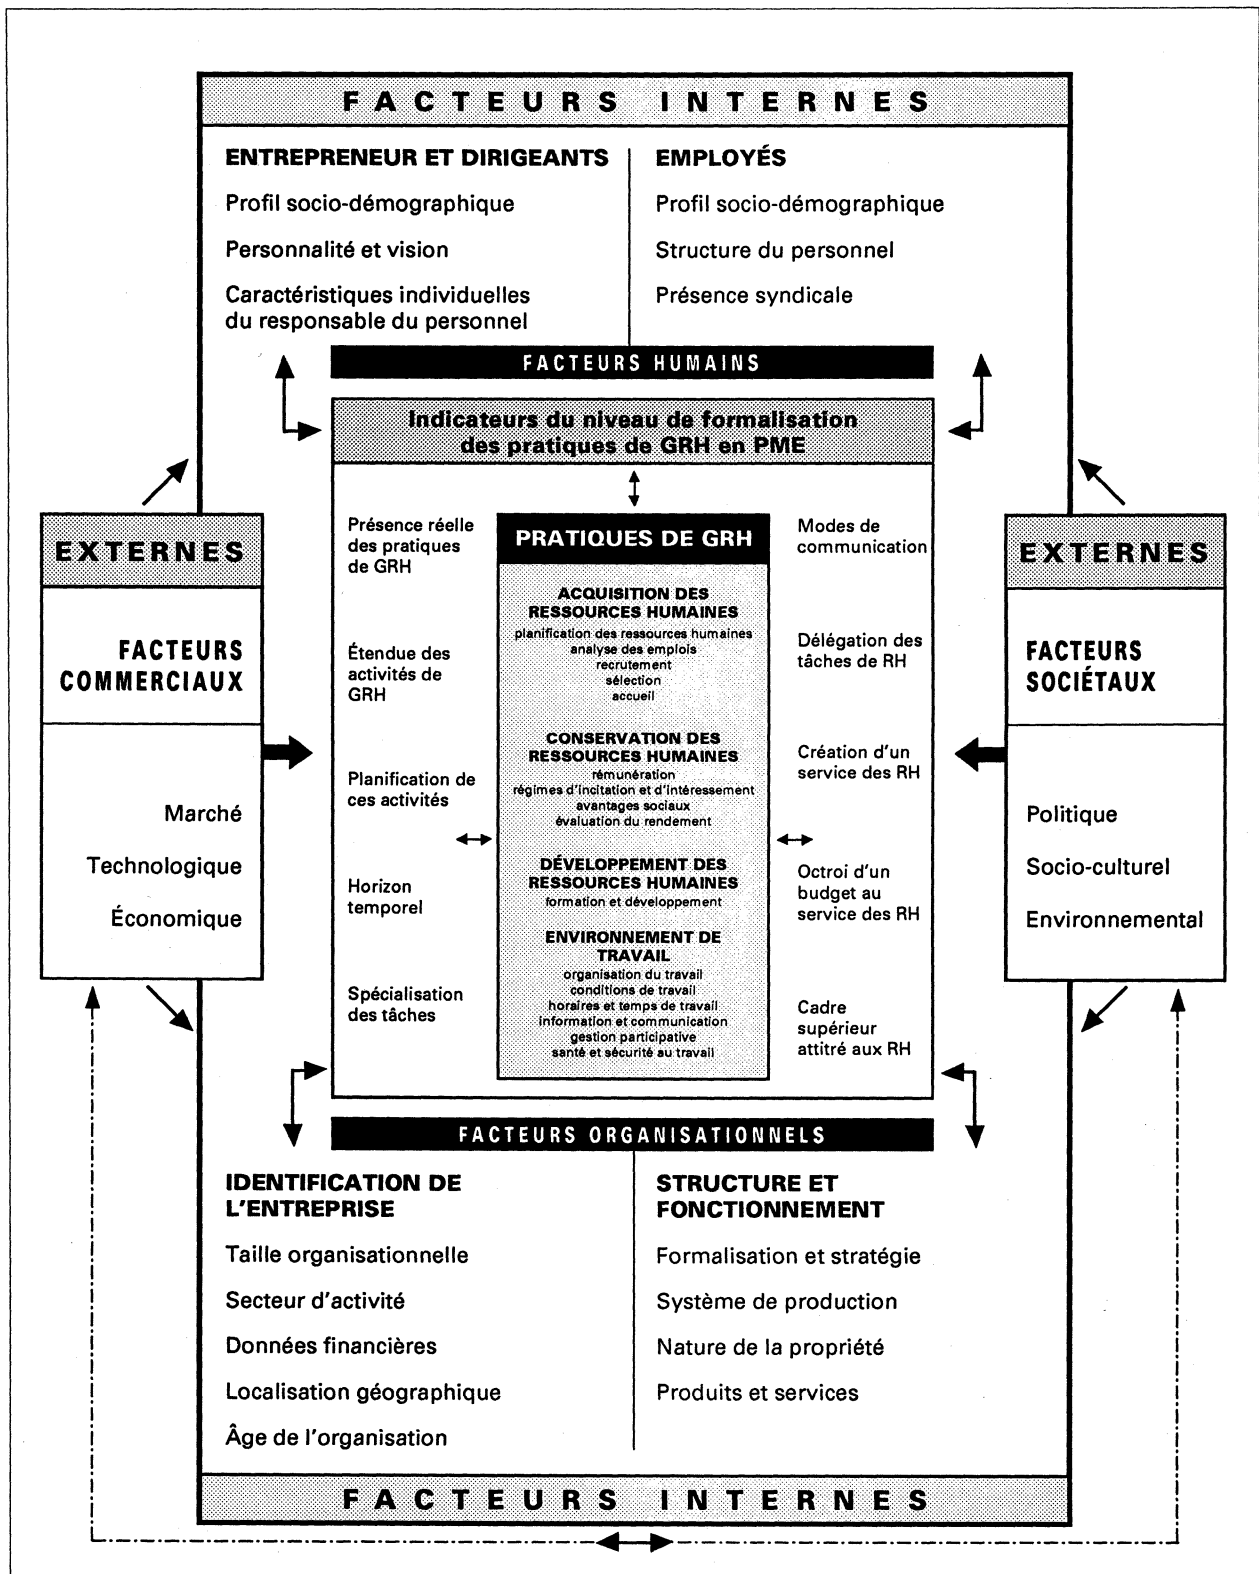 FACTEURS INTERNES
ENTREPRENEUR ET DIRIGEANTS
Profil socio-démographique
Personnalité et vision
Caractéristiques individuelles
du responsable du personnel
EMPLOYÉS
Profil socio-démographique
Structure du personnel
Présence syndicale
FACTEURS HUMAINS
Indicateurs du niveau de formalisation
des pratiques de GRH en PME
EXTERNES
FACTEURS
COMMERCIAUX
Marché
Technologique
Économique
Présence réelle
des pratiques
de GRH
Étendue des
activités de
GRH
Planification de
ces activités
Horizon
temporel
Spécialisation
des tâches
PRATIQUES DE GRH
ACQUISITION DES
RESSOURCES HUMAINES
planification des ressources humaines
analyse des emplois
recrutement
sélection
accueil
CONSERVATION DES
RESSOURCES HUMAINES
rémunération
régimes d'incitation et d'intéressement
avantages sociaux
évaluation du rendement
DÉVELOPPEMENT DES
RESSOURCES HUMAINES
formation et développement
ENVIRONNEMENT DE
TRAVAIL
organisation du travail
conditions de travail
horaires et temps de travail
information et communication
gestion participative
santé et sécurité au travail
Modes de
communication
Délégation des
tâches de RH
Création d'un
service des RH
Octroi d'un
budget au
service des RH
Cadre
supérieur
attitré aux RH
EXTERNES
FACTEURS
SOCIÉTAUX
Politique
Socio-culturel
Environnemental
FACTEURS ORGANISATIONNELS
IDENTIFICATION DE
L'ENTREPRISE
Taille organisationnelle
Secteur d'activité
Données financières
Localisation géographique
Âge de l'organisation
STRUCTURE ET
FONCTIONNEMENT
Formalisation et stratégie
Système de production
Nature de la propriété
Produits et services
FACTEURS INTERNES